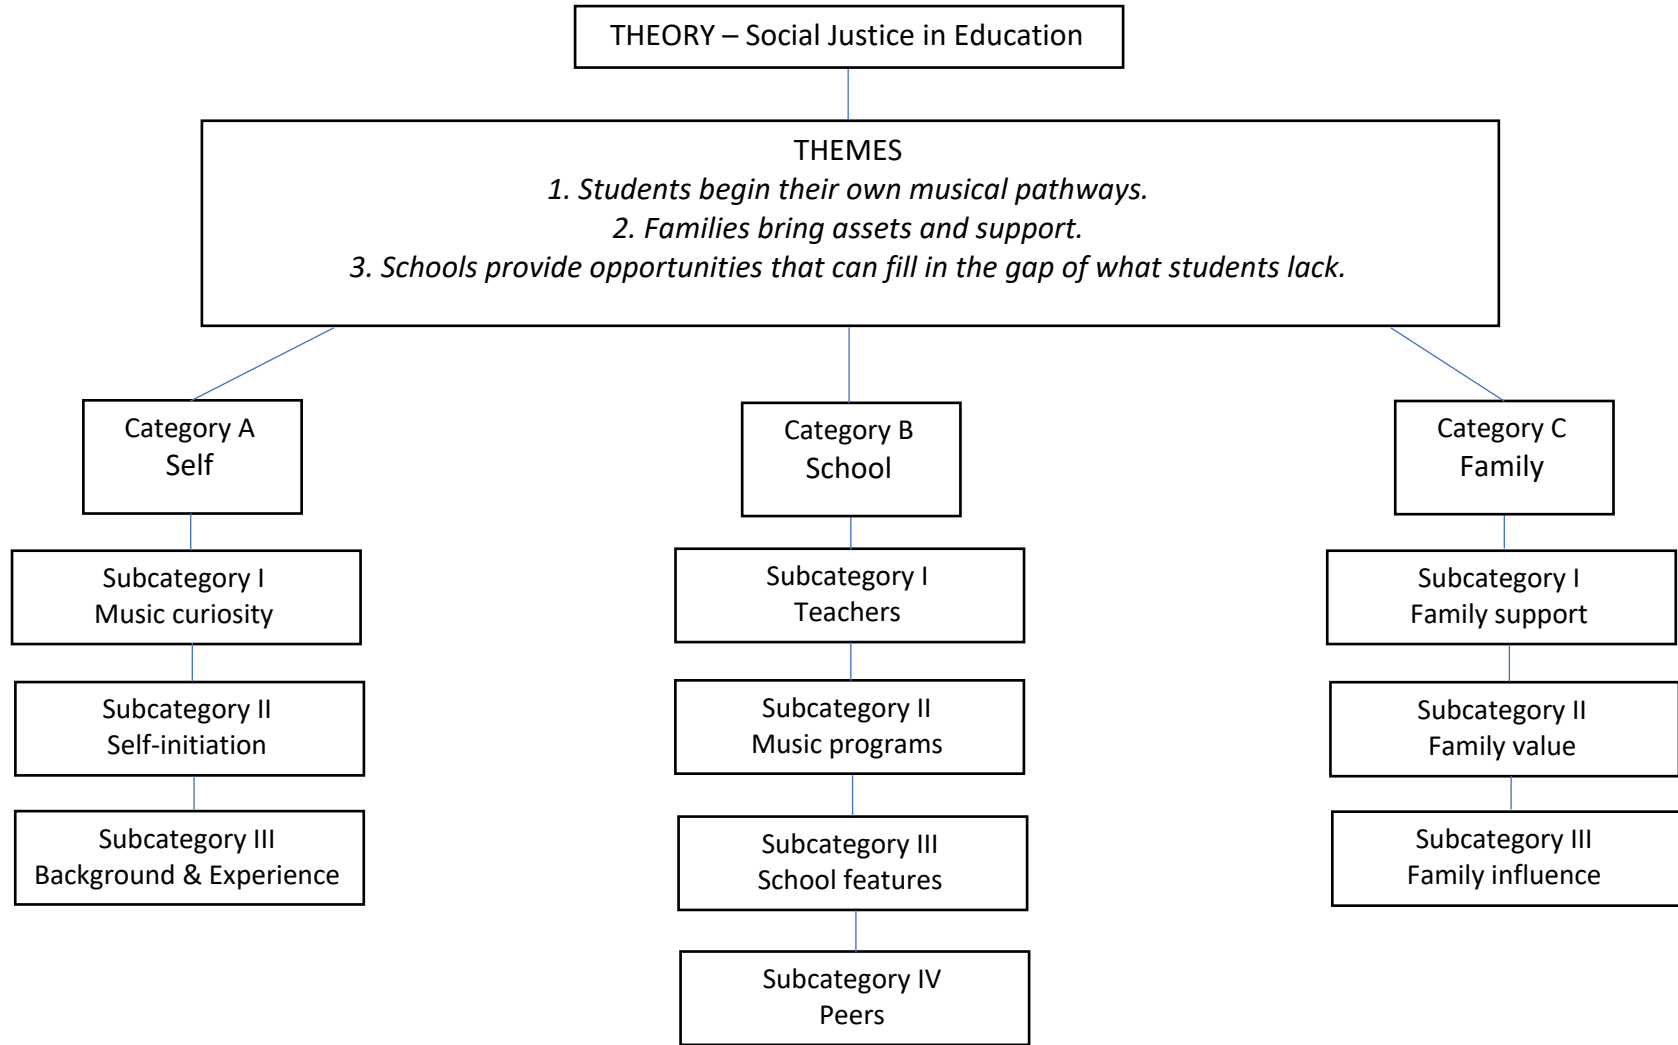 THEORY – Social Justice in Education
THEMES
1. Students begin their own musical pathways.
2. Families bring assets and support.
3. Schools provide opportunities that can fill in the gap of what students lack.
Category A
Self
Subcategory I
Music curiosity
Subcategory II
Self-initiation
Subcategory III
Background & Experience
Category B
School
Subcategory I
Teachers
Subcategory II
Music programs
Subcategory III
School features
Subcategory IV
Peers
Category C
Family
Subcategory I
Family support
Subcategory II
Family value
Subcategory III
Family influence